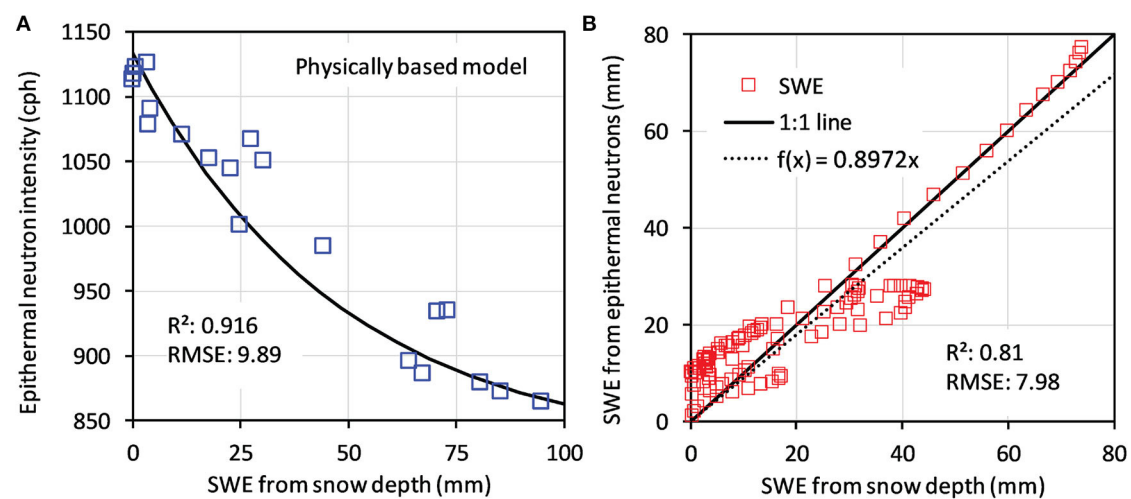 A
Epithermal neutron intensity (cph)
1150
1100
1050
1000
950
900
850
Physically based model
R²: 0.916
RMSE: 9.89
0 25 50 75 100
SWE from snow depth (mm)
B
SWE from epithermal neutrons (mm)
80
60
40
20
0
SWE
1:1 line
f(x) = 0.8972x
R²: 0.81
RMSE: 7.98
0 20 40 60 80
SWE from snow depth (mm)